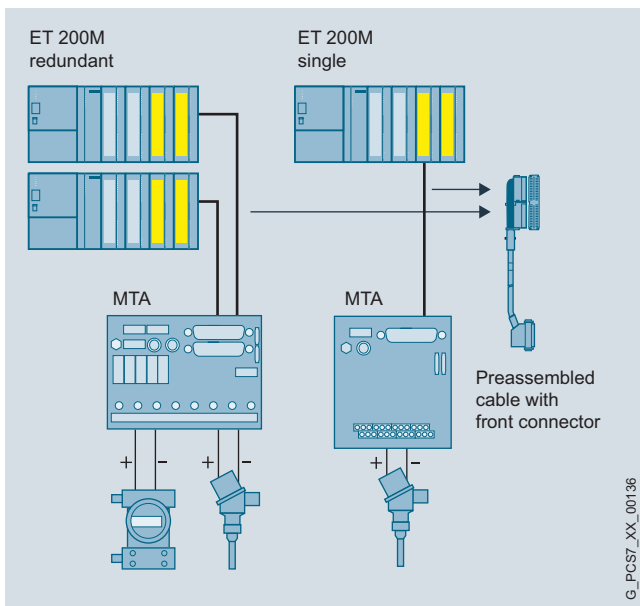 ET 200M
redundant
ET 200M
single
MTA
MTA
Preassembled
cable with
front connector
+ – + –
+ –
G_PCS7_XX_00136